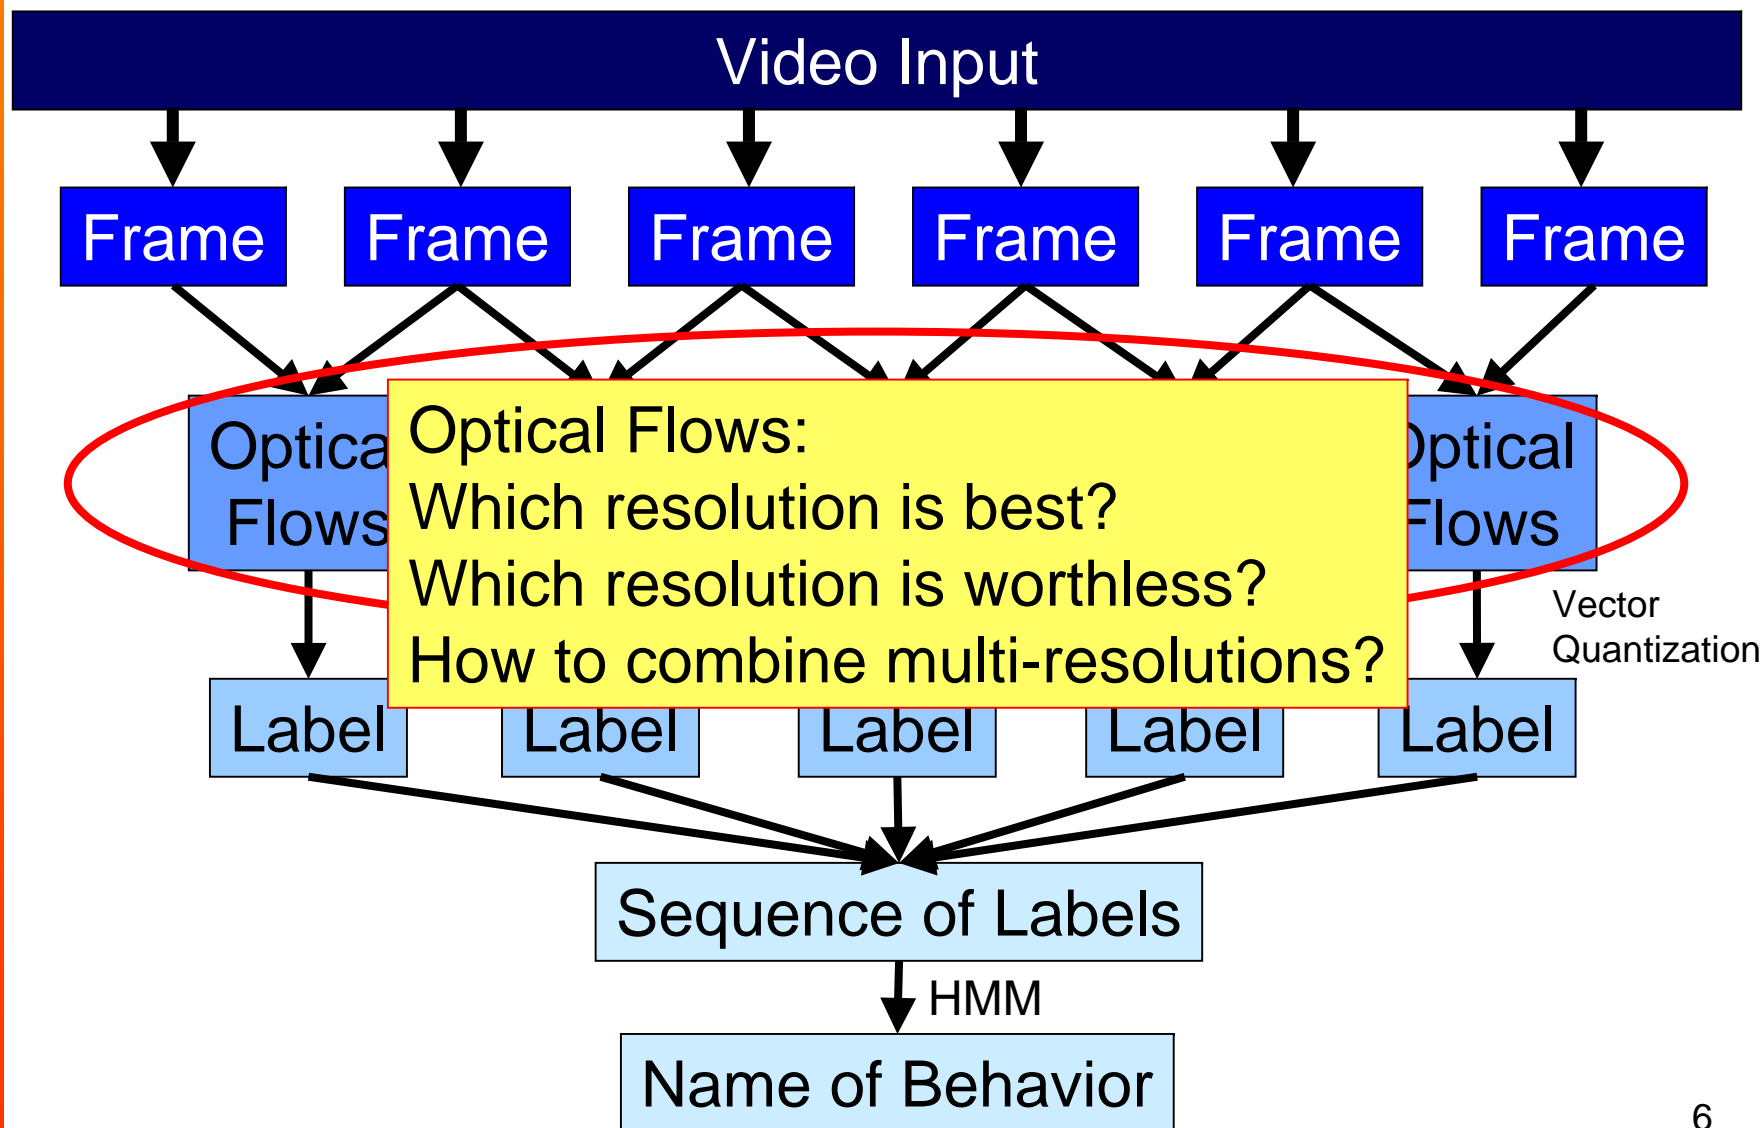 Video Input
Frame Frame Frame Frame Frame Frame
Optical Flows:
Which resolution is best?
Which resolution is worthless?
How to combine multi-resolutions?
Optica
Flows
Optical
Flows
Vector
Quantization
Label Label Label Label Label
Sequence of Labels
HMM
Name of Behavior
6